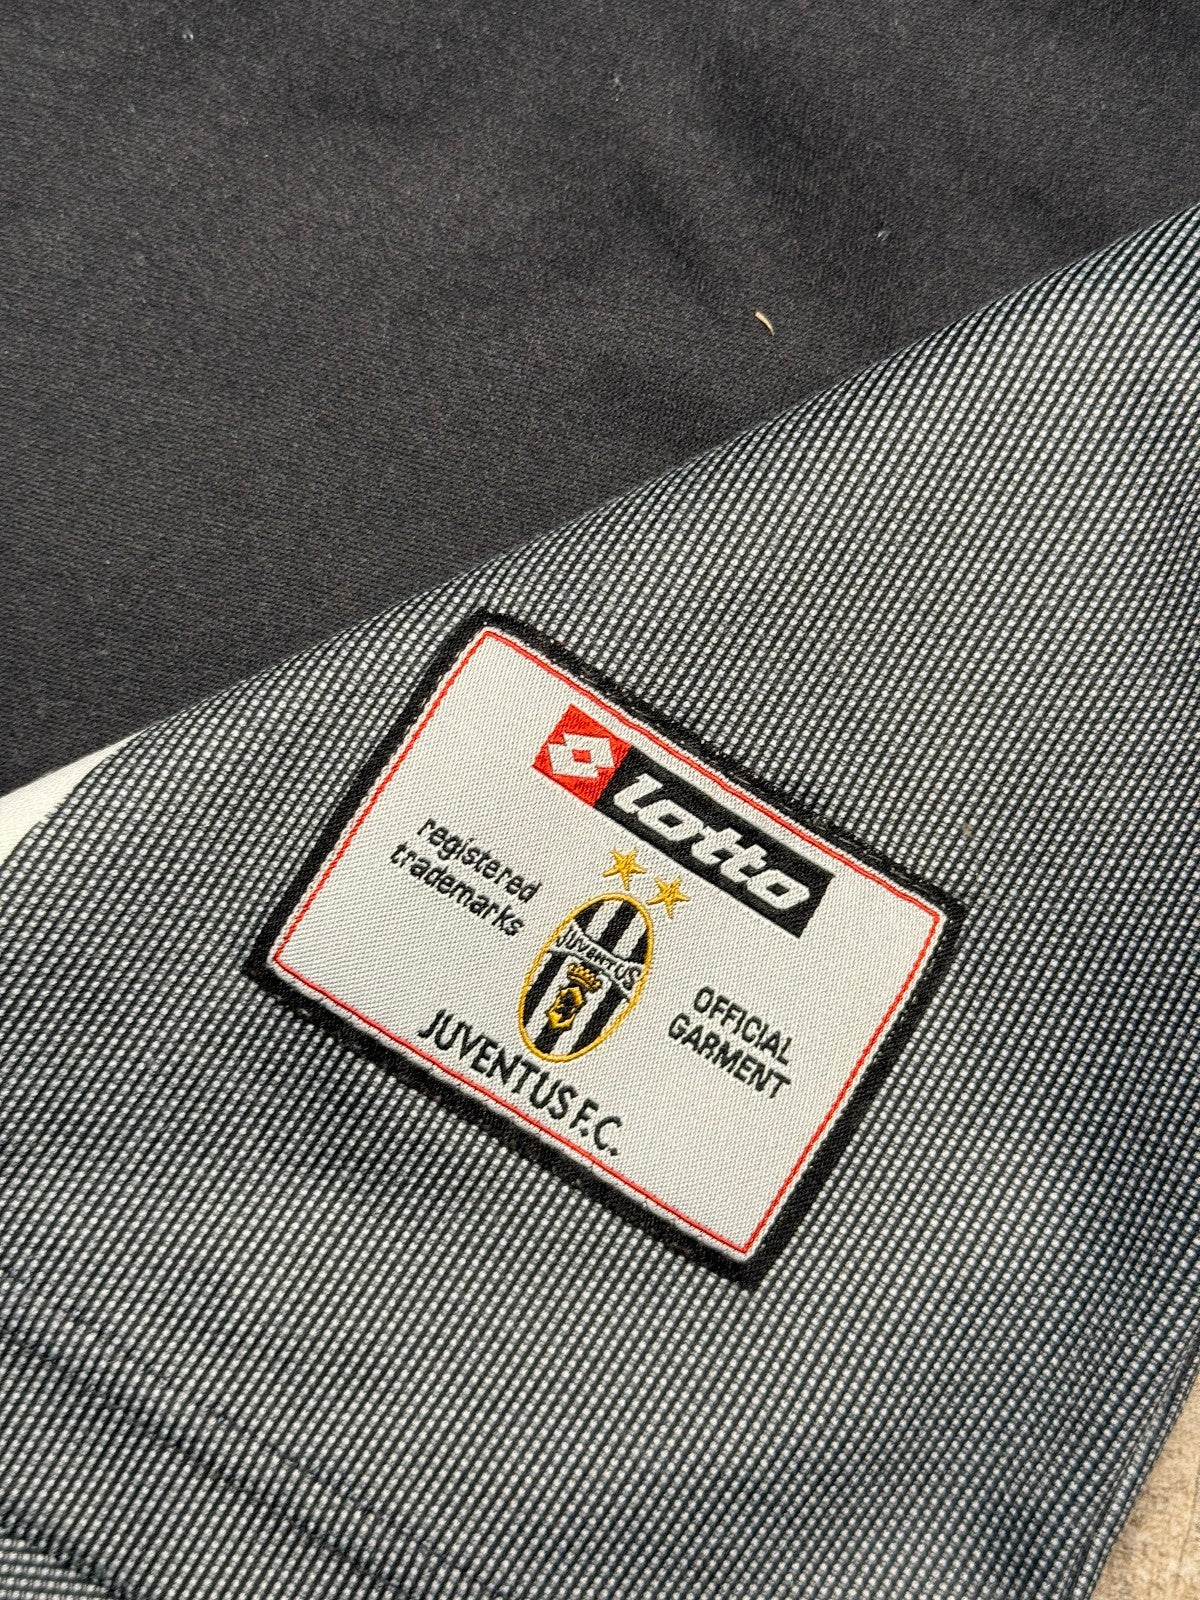 lotto
registered
trademarks
JUVENTUS
OFFICIAL
GARMENT
JUVENTUS F.C.